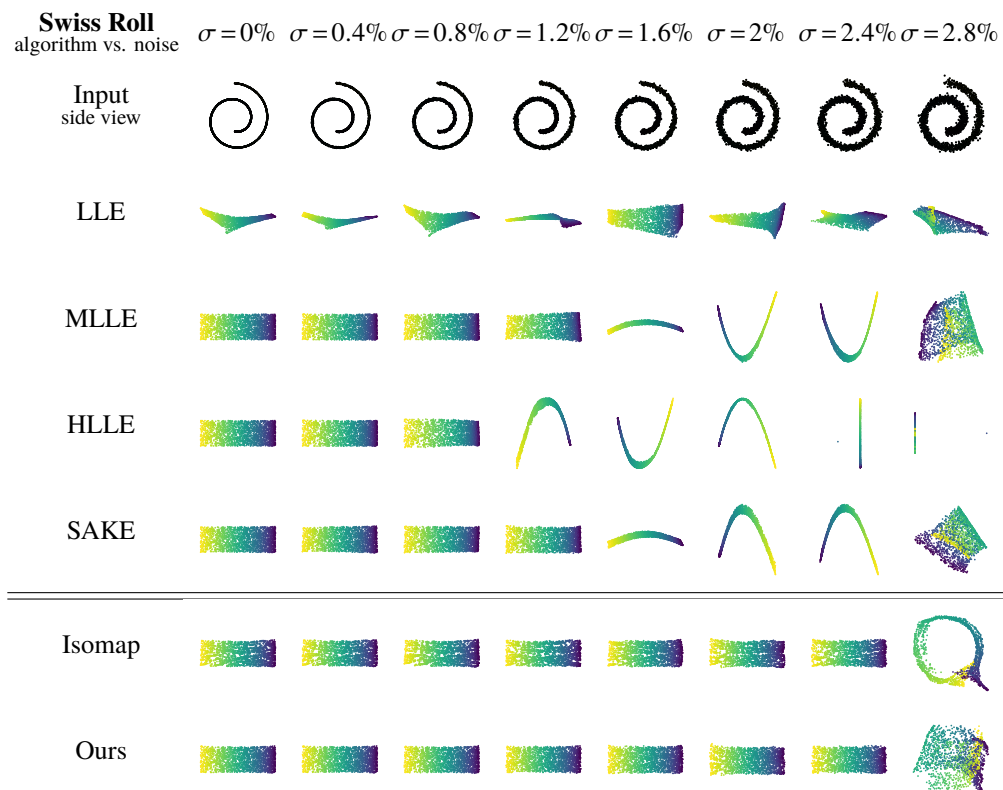 Swiss Roll
algorithm vs. noise
σ = 0% σ = 0.4% σ = 0.8% σ = 1.2% σ = 1.6% σ = 2% σ = 2.4% σ = 2.8%
Input
side view
LLE
MLLE
HLLE
SAKE
Isomap
Ours